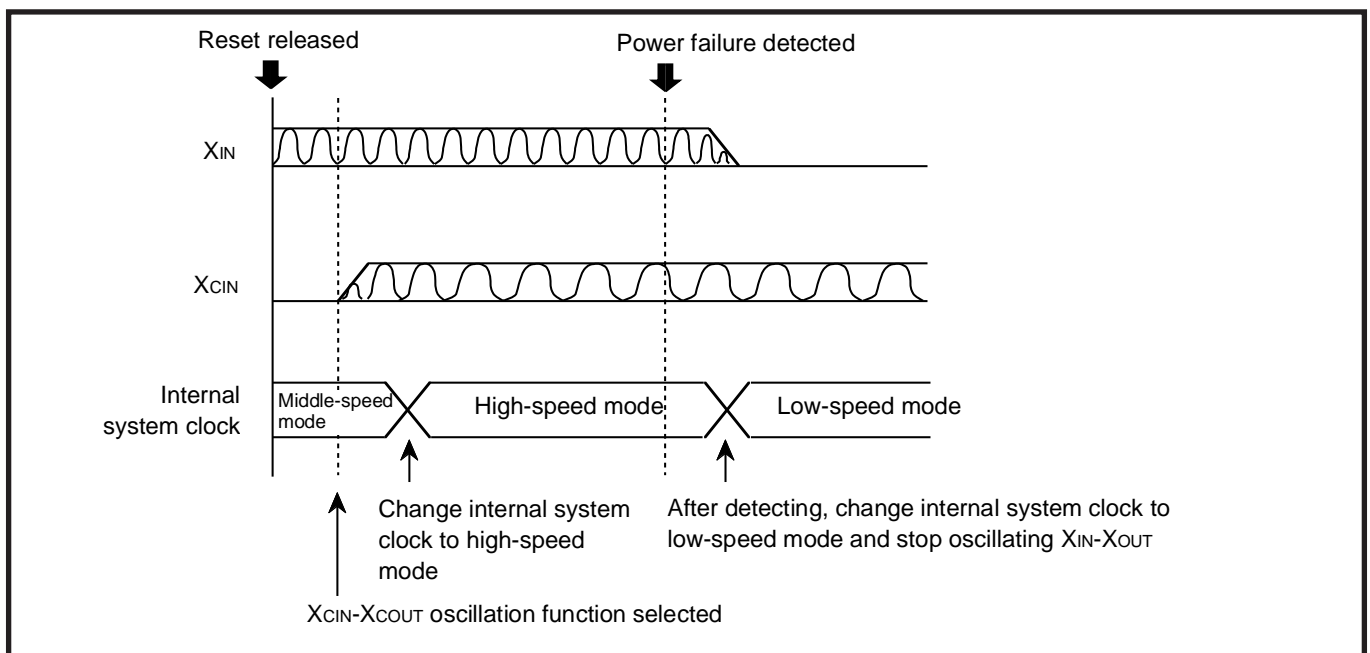 Reset released
Power failure detected
XIN
XCIN
Internal
system clock
Middle-speed
mode
High-speed mode
Low-speed mode
Change internal system
clock to high-speed
mode
After detecting, change internal system clock to
low-speed mode and stop oscillating XIN-XOUT
XCIN-XCOUT oscillation function selected